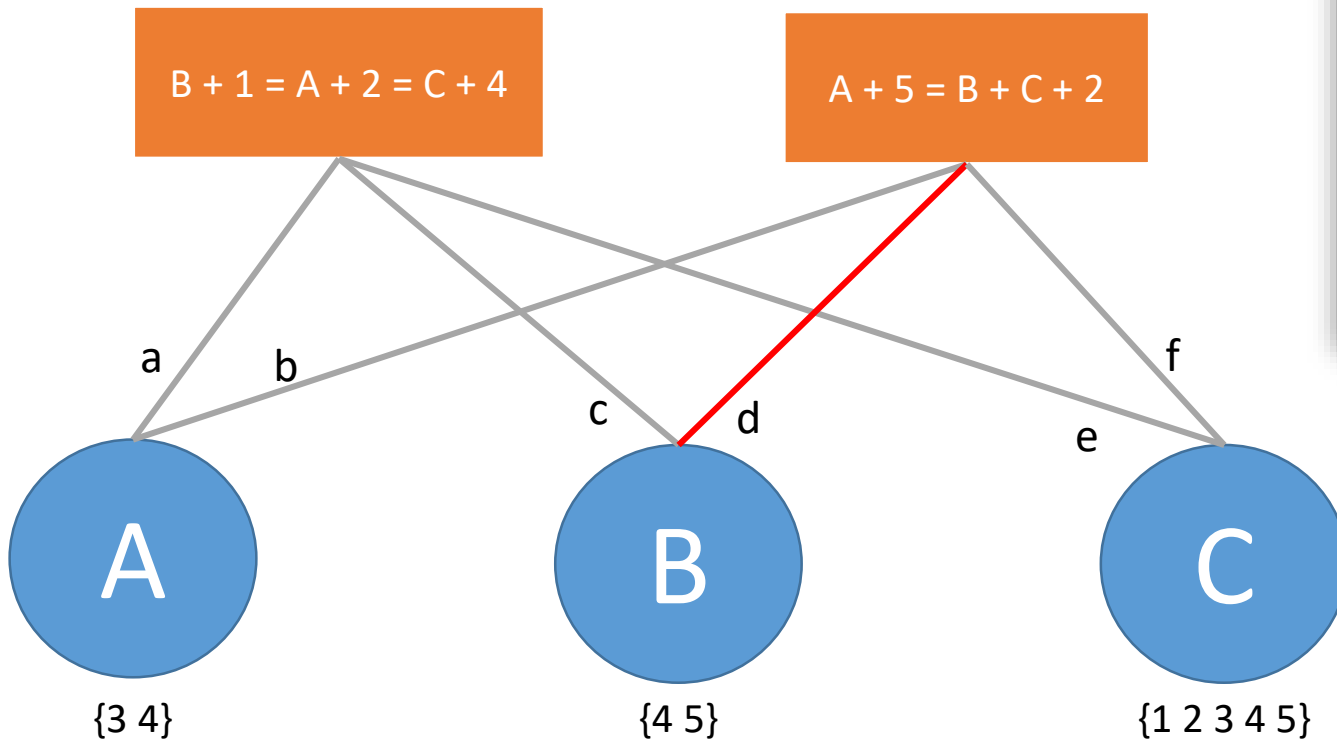 B + 1 = A + 2 = C + 4
A + 5 = B + C + 2
a
b
c
d
e
f
A
B
C
{3 4}
{4 5}
{1 2 3 4 5}